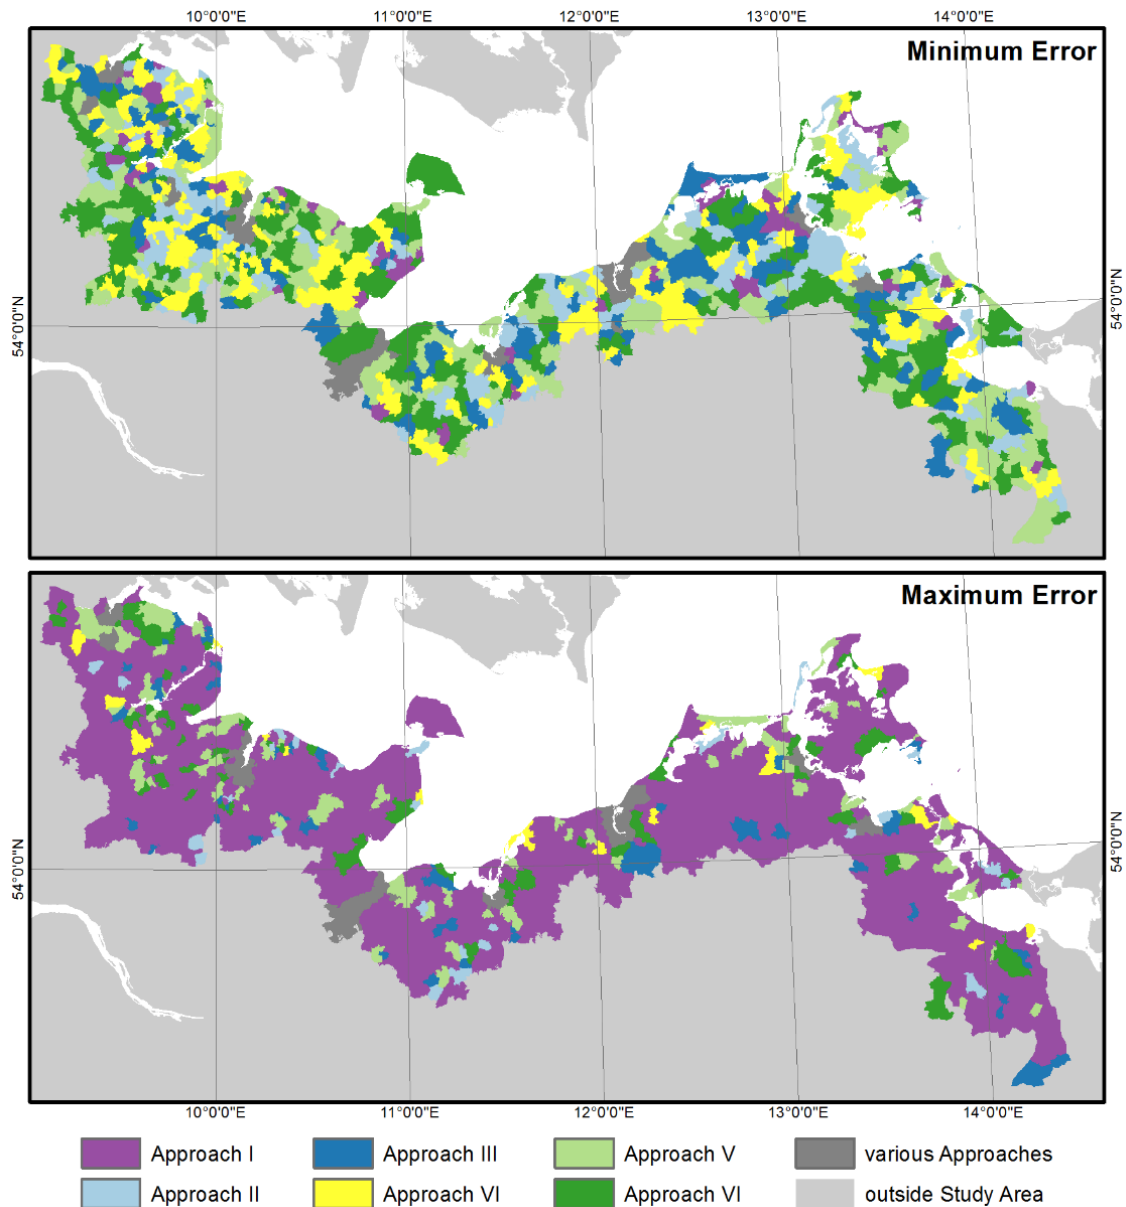 10°0'0"E 11°0'0"E 12°0'0"E 13°0'0"E 14°0'0"E
Minimum Error
54°0'0"N 54°0'0"N
Maximum Error
54°0'0"N 54°0'0"N
10°0'0"E 11°0'0"E 12°0'0"E 13°0'0"E 14°0'0"E
Approach I Approach III Approach V various Approaches
Approach II Approach VI Approach VI outside Study Area